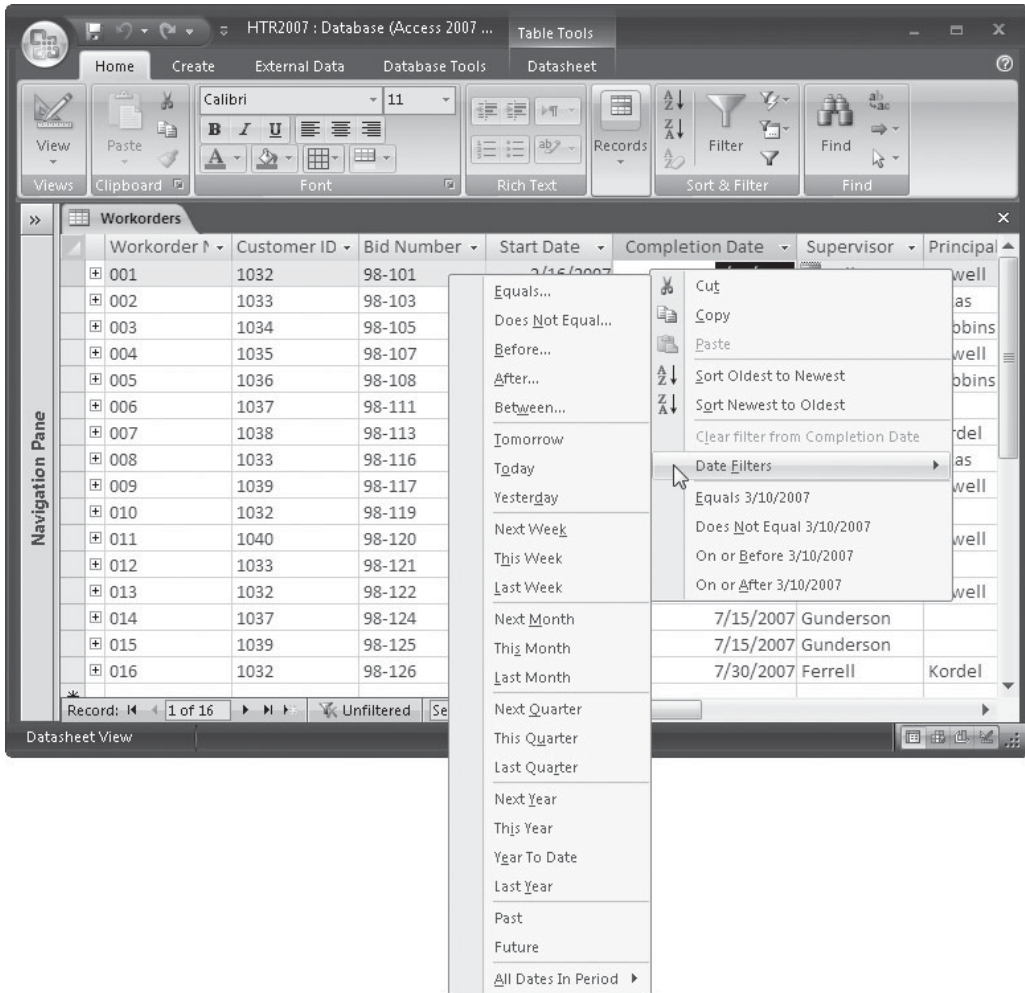 HTR2007 : Database (Access 2007 ...
Table Tools
Home Create External Data Database Tools Datasheet
Calibri 11
B I U
A
View Paste Records Filter Find
Views Clipboard Font Rich Text Sort & Filter Find
Workorders
Navigation Pane
Workorder Customer ID Bid Number Start Date Completion Date Supervisor Principal
001 1032 98-101
002 1033 98-103
003 1034 98-105
004 1035 98-107
005 1036 98-108
006 1037 98-111
007 1038 98-113
008 1033 98-116
009 1039 98-117
010 1032 98-119
011 1040 98-120
012 1033 98-121
013 1032 98-122
014 1037 98-124 7/15/2007 Gunderson
015 1039 98-125 7/15/2007 Gunderson
016 1032 98-126 7/30/2007 Ferrell Kordel
Cut
Copy
Paste
Sort Oldest to Newest
Sort Newest to Oldest
Clear filter from Completion Date
Date Filters
Equals 3/10/2007
Does Not Equal 3/10/2007
On or Before 3/10/2007
On or After 3/10/2007
Equals...
Does Not Equal...
Before...
After...
Between...
Tomorrow
Today
Yesterday
Next Week
This Week
Last Week
Next Month
This Month
Last Month
Next Quarter
This Quarter
Last Quarter
Next Year
This Year
Year To Date
Last Year
Past
Future
All Dates In Period
Record: 1 of 16 Unfiltered Se
Datasheet View